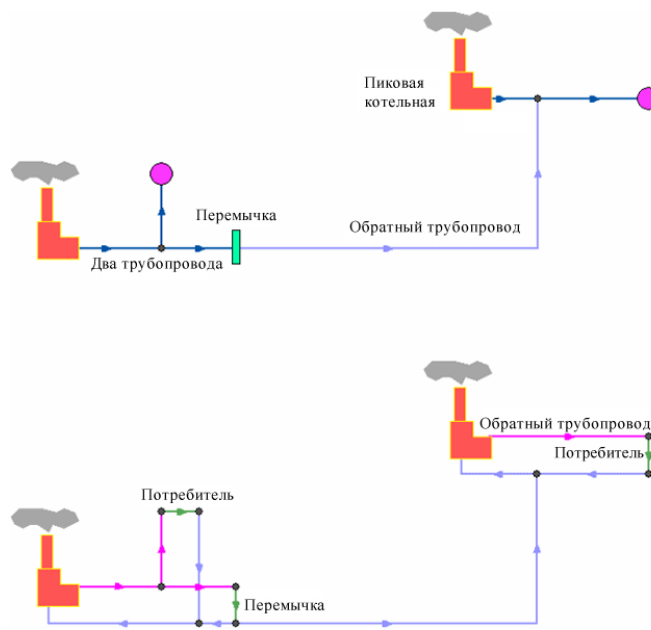 Пиковая
котельная
Перемычка
Обратный трубопровод
Два трубопровода
Обратный трубопровод
Потребитель
Потребитель
Перемычка